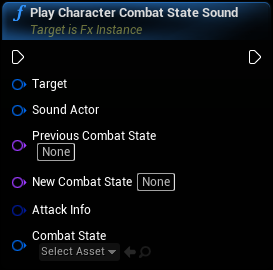 Play Character Combat State Sound
Target is Fx Instance
Target
Sound Actor
Previous Combat State
None
New Combat State None
Attack Info
Combat State
Select Asset